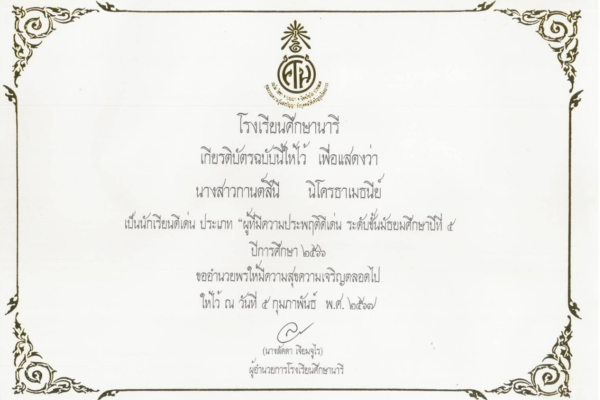 โรงเรียนศึกษานารี
เกียรติบัตรฉบับนี้ให้ไว้ เพื่อแสดงว่า
นางสาวกานต์สินี นิโครธาเมธนีย์
เป็นนักเรียนดีเด่น ประเภท "ผู้ที่มีความประพฤติดีเด่น ระดับชั้นมัธยมศึกษาปีที่ ๕
ปีการศึกษา ๒๕๖๖
ขออำนวยพรให้มีความสุขความเจริญตลอดไป
ให้ไว้ ณ วันที่ ๕ กุมภาพันธ์ พ.ศ. ๒๕๖๗
(นางลัดดา เจียมจูไร)
ผู้อำนวยการโรงเรียนศึกษานารี